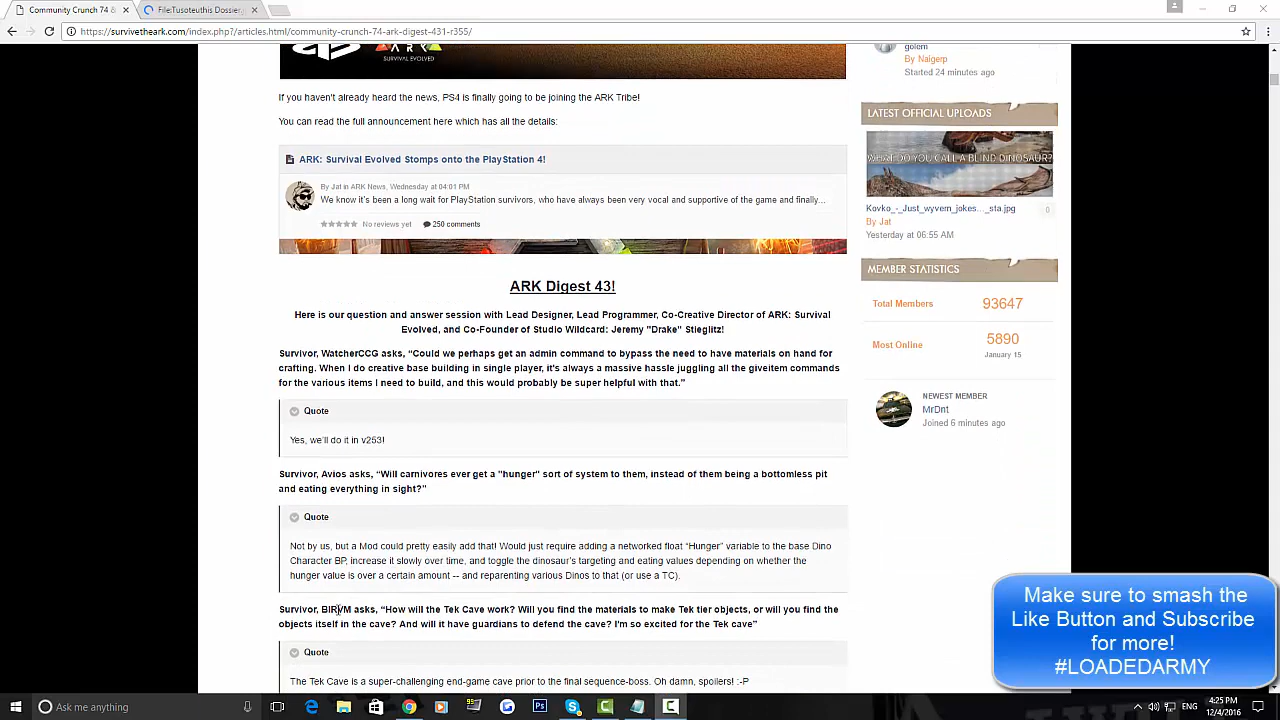 Community Crunch 74 &
File:Tusoteuthis Dossier.
https://survivetheark.com/index.php?/articles.html/community-crunch-74-ark-digest-431-r355/
ARK
SURVIVAL EVOLVED
If you haven't already heard the news, PS4 is finally going to be joining the ARK Tribe!
You can read the full announcement here which has all the details:
ARK: Survival Evolved Stomps onto the PlayStation 4!
By Jat in ARK News, Wednesday at 04:01 PM
We know it's been a long wait for PlayStation survivors, who have always been very vocal and supportive of the game and finally...
No reviews yet 250 comments
ARK Digest 43!
Here is our question and answer session with Lead Designer, Lead Programmer, Co-Creative Director of ARK: Survival
Evolved, and Co-Founder of Studio Wildcard: Jeremy "Drake" Stieglitz!
Survivor, WatcherCCG asks, “Could we perhaps get an admin command to bypass the need to have materials on hand for
crafting. When I do creative base building in single player, it's always a massive hassle juggling all the giveitem commands
for the various items I need to build, and this would probably be super helpful with that.”
Quote
Yes, we’ll do it in v253!
Survivor, Avios asks, “Will carnivores ever get a "hunger" sort of system to them, instead of them being a bottomless pit
and eating everything in sight?”
Quote
Not by us, but a Mod could pretty easily add that! Would just require adding a networked float “Hunger” variable to the base Dino
Character BP, increase it slowly over time, and toggle the dinosaur’s targeting and eating values depending on whether the
hunger value is over a certain amount -- and reparenting various Dinos to that (or use a TC).
Survivor, BIRVM asks, “How will the Tek Cave work? Will you find the materials to make Tek tier objects, or will you find the
objects itself in the cave? And will it have guardians to defend the cave? I'm so excited for the Tek cave”
Quote
The Tek Cave is a super-challenging end-game cave prior to the final sequence-boss. Oh damn, spoilers! :-P
golem
By Naigerp
Started 24 minutes ago
LATEST OFFICIAL UPLOADS
WHAT DO YOU CALL A BLIND DINOSAUR?
Kovko_-_Just_wyvern_jokes..._sta.jpg 0
By Jat
Yesterday at 06:55 AM
MEMBER STATISTICS
Total Members 93647
Most Online 5890
January 15
NEWEST MEMBER
MrDnt
Joined 6 minutes ago
Make sure to smash the
Like Button and Subscribe
for more!
#LOADEDARMY
Ask me anything
ENG
4:25 PM
12/4/2016